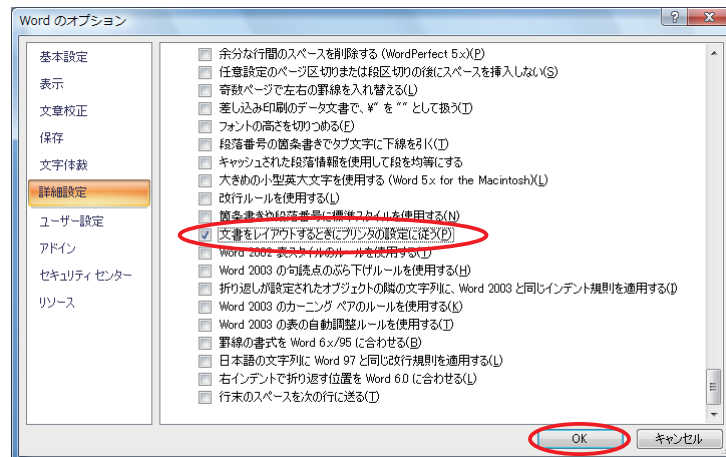 Word のオプション
基本設定
表示
文章校正
保存
文字体裁
詳細設定
ユーザー設定
アドイン
セキュリティ センター
リソース
余分な行間のスペースを削除する (WordPerfect 5.x)(P)
任意設定のページ区切りまたは段区切りの後にスペースを挿入しない(S)
奇数ページで左右の罫線を入れ替える(L)
差し込み印刷のデータ文書で、¥" を "" として扱う(T)
フォントの高さを切りつめる(F)
段落番号の箇条書きでタブ文字に下線を引く(T)
キャッシュされた段落情報を使用して段を均等にする
大きめの小型英大文字を使用する (Word 5.x for the Macintosh)(L)
改行ルールを使用する(L)
箇条書きや段落番号に標準スタイルを使用する(N)
文書をレイアウトするときにプリンタの設定に従う(P)
Word 2002 表スタイルのルールを使用する(T)
Word 2003 の句読点のぶら下げルールを使用する(H)
折り返しが設定されたオブジェクトの隣の文字列に、Word 2003 と同じインデント規則を適用する(I)
Word 2003 のカーニング ペアのルールを使用する(K)
Word 2003 の表の自動調整ルールを使用する(T)
罫線の書式を Word 6.x/95 に合わせる(B)
日本語の文字列に Word 97 と同じ改行規則を適用する(L)
右インデントで折り返す位置を Word 6.0 に合わせる(L)
行末のスペースを次の行に送る(T)
OK
キャンセル